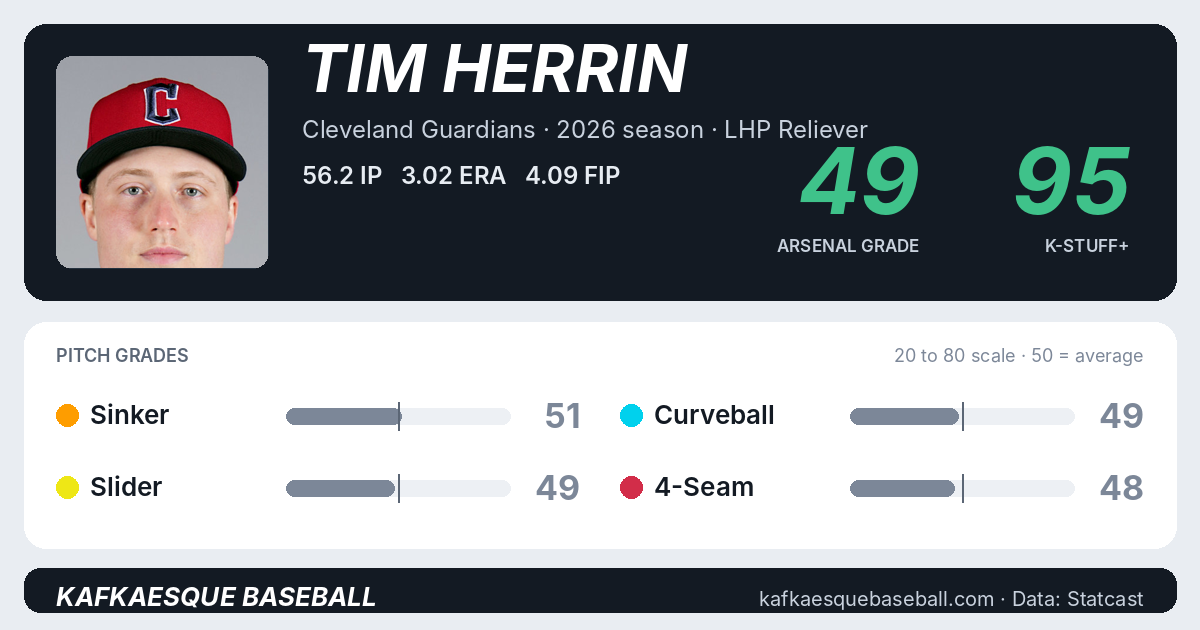 C
TIM HERRIN
Cleveland Guardians · 2026 season · LHP Reliever
56.2 IP 3.02 ERA 4.09 FIP
49 95
ARSENAL GRADE K-STUFF+
PITCH GRADES 20 to 80 scale · 50 = average
Sinker 51 Curveball 49
Slider 49 4-Seam 48
KAFKAESQUE BASEBALL kafkaesquebaseball.com · Data: Statcast